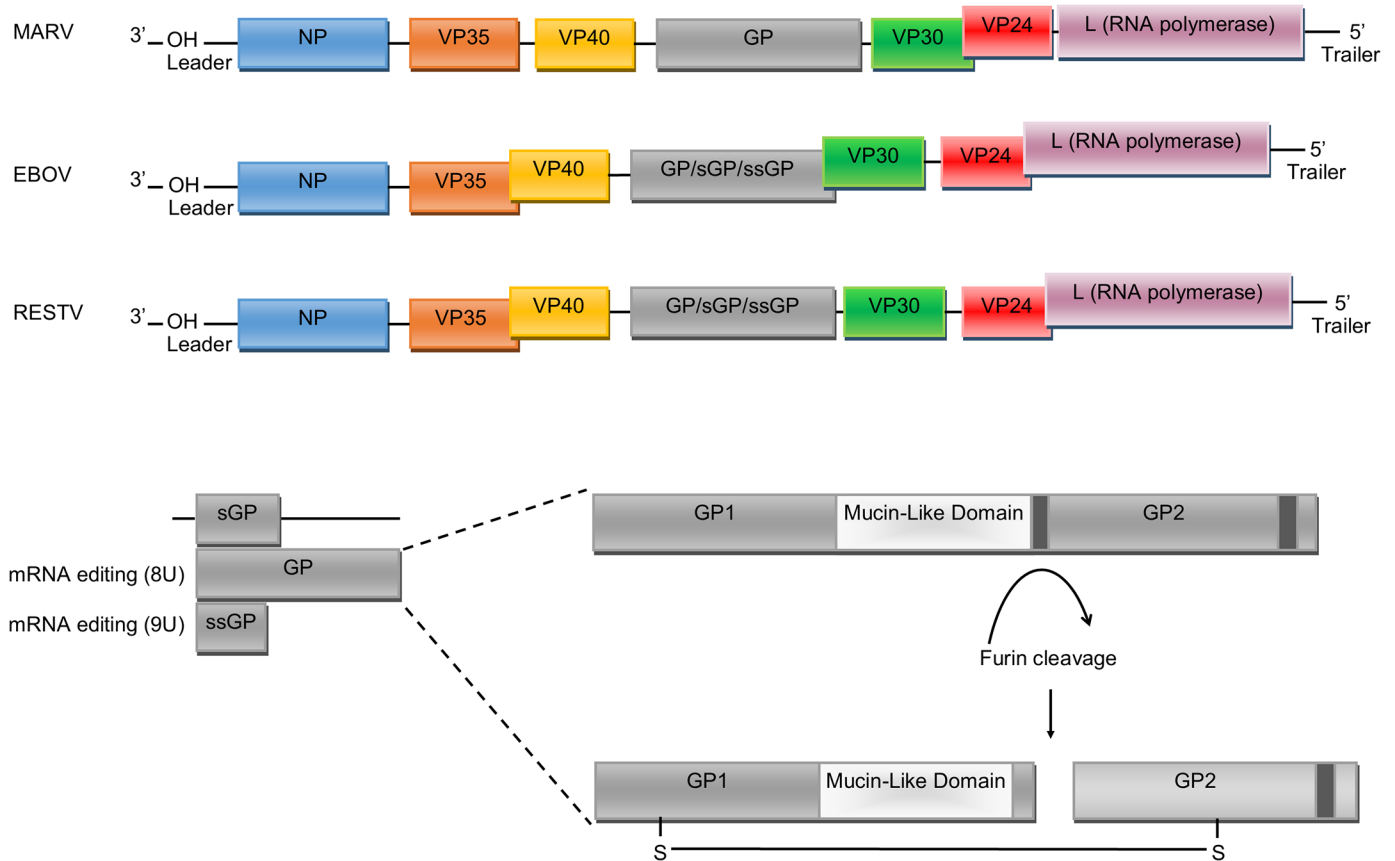 MARV 3’ OH Leader NP VP35 VP40 GP VP30 VP24 L (RNA polymerase) 5’ Trailer
EBOV 3’ OH Leader NP VP35 VP40 GP/sGP/ssGP VP30 VP24 L (RNA polymerase) 5’ Trailer
RESTV 3’ OH Leader NP VP35 VP40 GP/sGP/ssGP VP30 VP24 L (RNA polymerase) 5’ Trailer
sGP
mRNA editing (8U) GP
mRNA editing (9U) ssGP
GP1 Mucin-Like Domain GP2
Furin cleavage
GP1 Mucin-Like Domain GP2
S S